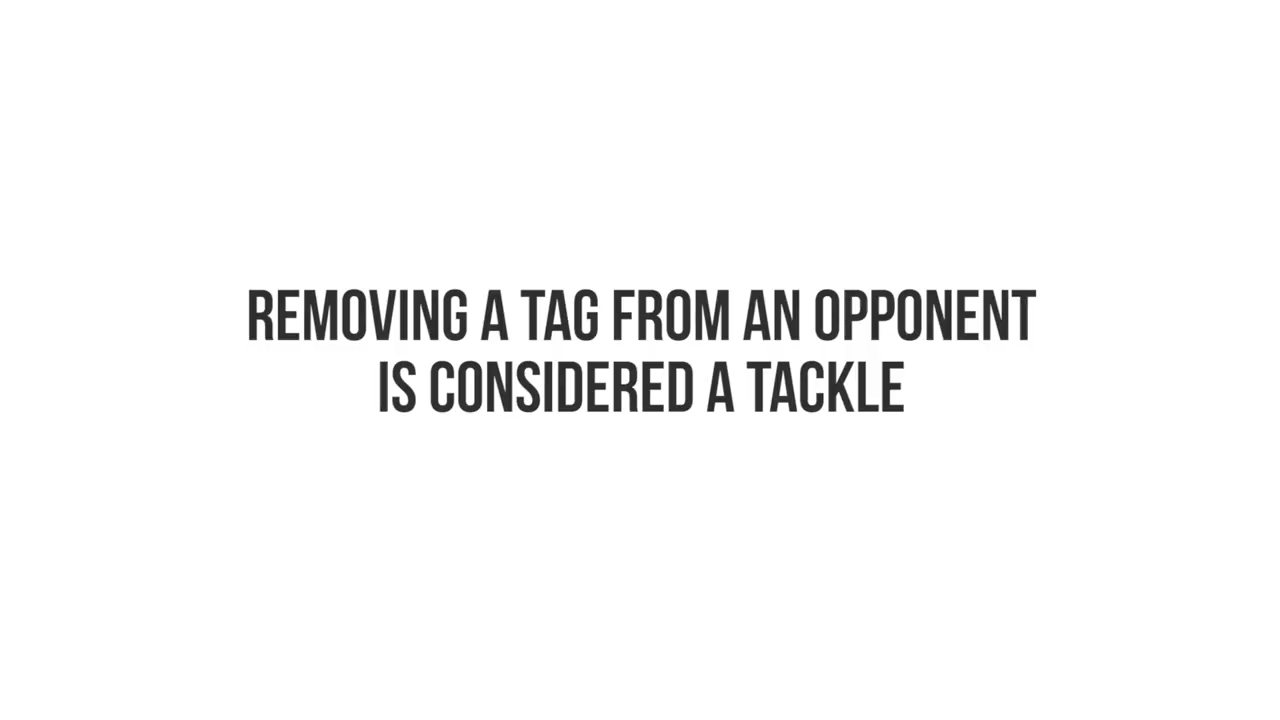 REMOVING A TAG FROM AN OPPONENT
IS CONSIDERED A TACKLE